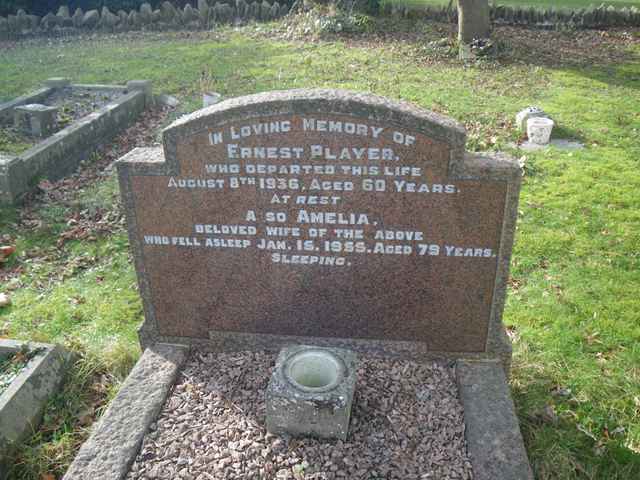 IN LOVING MEMORY OF
ERNEST PLAYER,
WHO DEPARTED THIS LIFE
AUGUST 8TH 1936, AGED 60 YEARS.
AT REST
A SO AMELIA,
BELOVED WIFE OF THE ABOVE
WHO FELL ASLEEP JAN. 15, 1955. AGED 79 YEARS.
SLEEPING.